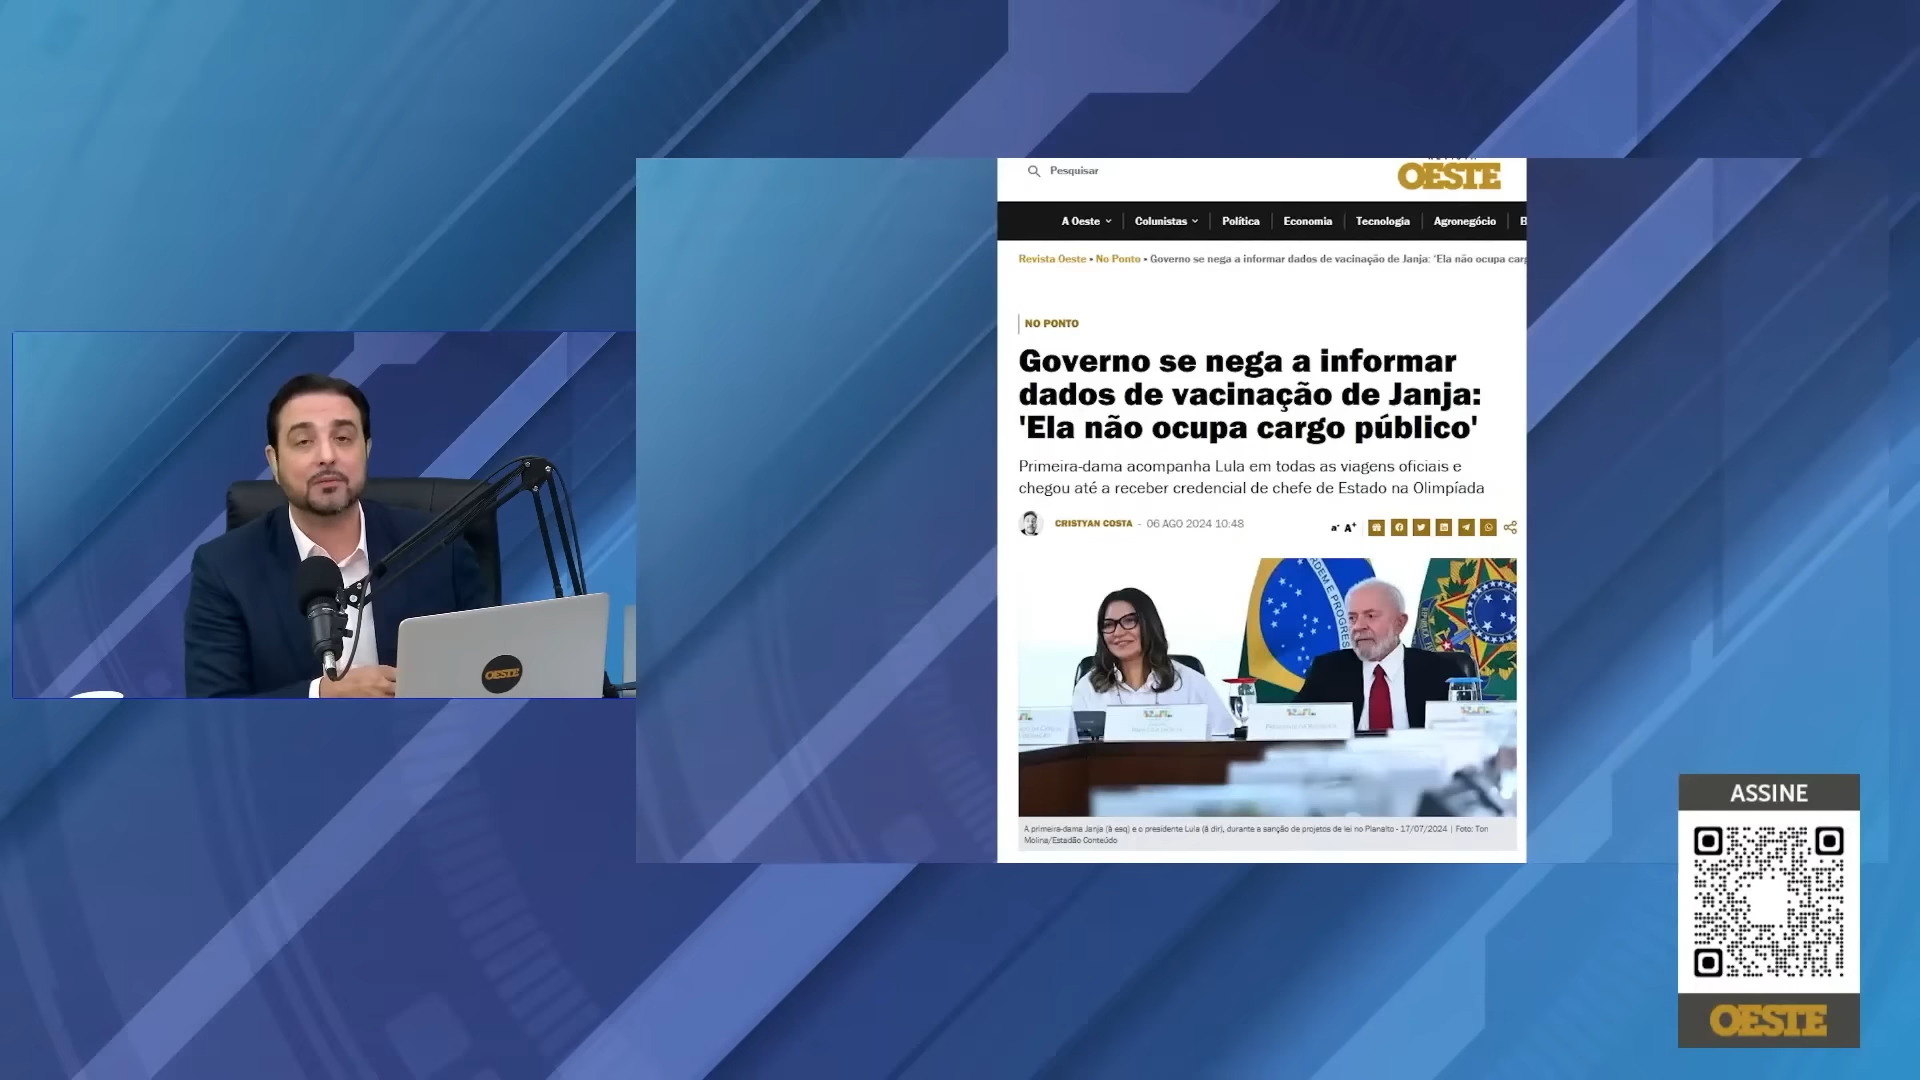 Pesquisar
REVISTA
OESTE
A Oeste
Colunistas
Política
Economia
Tecnologia
Agronegócio
B
Revista Oeste • No Ponto • Governo se nega a informar dados de vacinação de Janja: 'Ela não ocupa carg
NO PONTO
Governo se nega a informar
dados de vacinação de Janja:
'Ela não ocupa cargo público'
Primeira-dama acompanha Lula em todas as viagens oficiais e
chegou até a receber credencial de chefe de Estado na Olimpíada
CRISTYAN COSTA - 06 AGO 2024 10:48
a- A+
ORDEM E PROGRES
A primeira-dama Janja (à esq) e o presidente Lula (à dir), durante a sanção de projetos de lei no Planalto - 17/07/2024 | Foto: Ton
Molina/Estadão Conteúdo
OESTE
ASSINE
OESTE